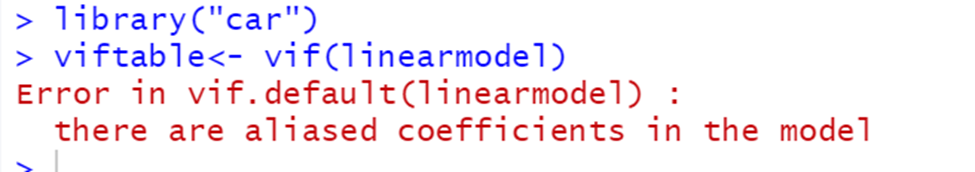 > library("car")
> viftable<- vif(linearmodel)
Error in vif.default(linearmodel) :
  there are aliased coefficients in the model
>